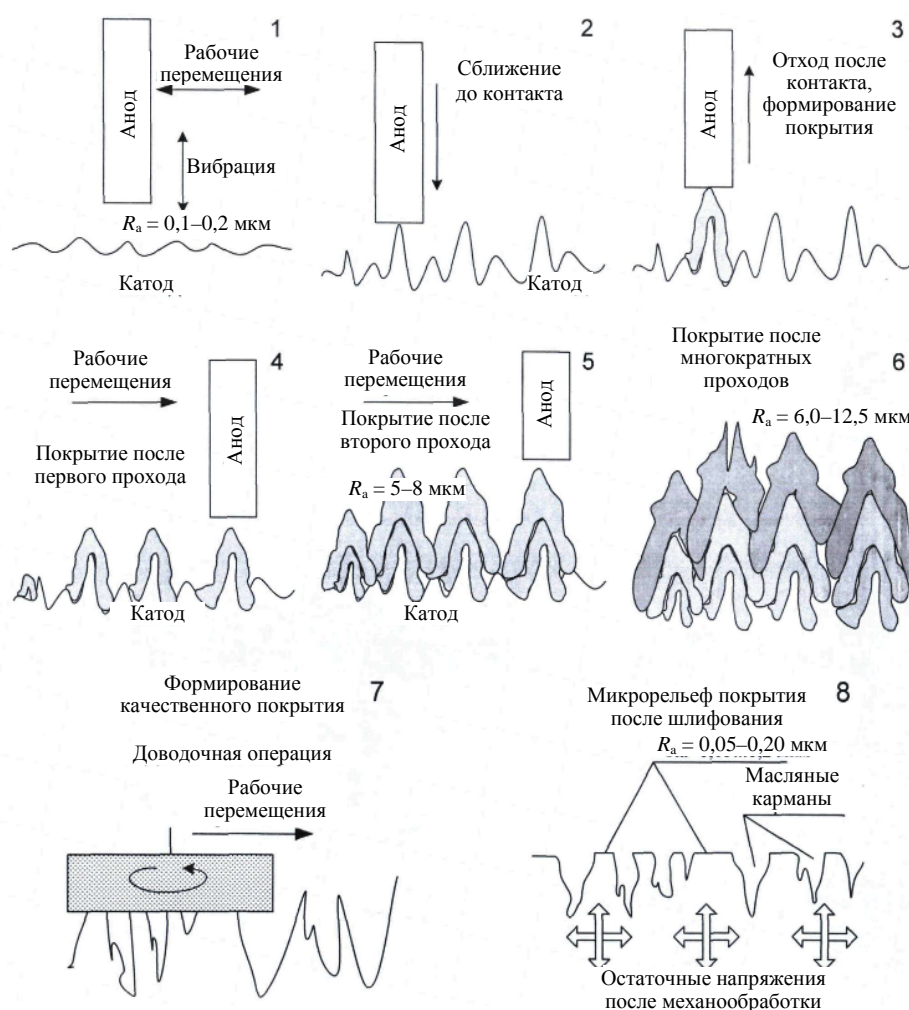 1
Рабочие
перемещения
Анод
Вибрация
Rₐ = 0,1–0,2 мкм
Катод
2
Сближение
до контакта
Анод
Катод
3
Отход после
контакта,
формирование
покрытия
Анод
4
Рабочие
перемещения
Покрытие после
первого прохода
Анод
Катод
5
Рабочие
перемещения
Покрытие после
второго прохода
Анод
Rₐ = 5–8 мкм
Катод
Покрытие после
многократных
проходов
6
Rₐ = 6,0–12,5 мкм
Формирование
качественного покрытия
7
Доводочная операция
Рабочие
перемещения
Микрорельеф покрытия
после шлифования
8
Rₐ = 0,05–0,20 мкм
Масляные
карманы
Остаточные напряжения
после механообработки